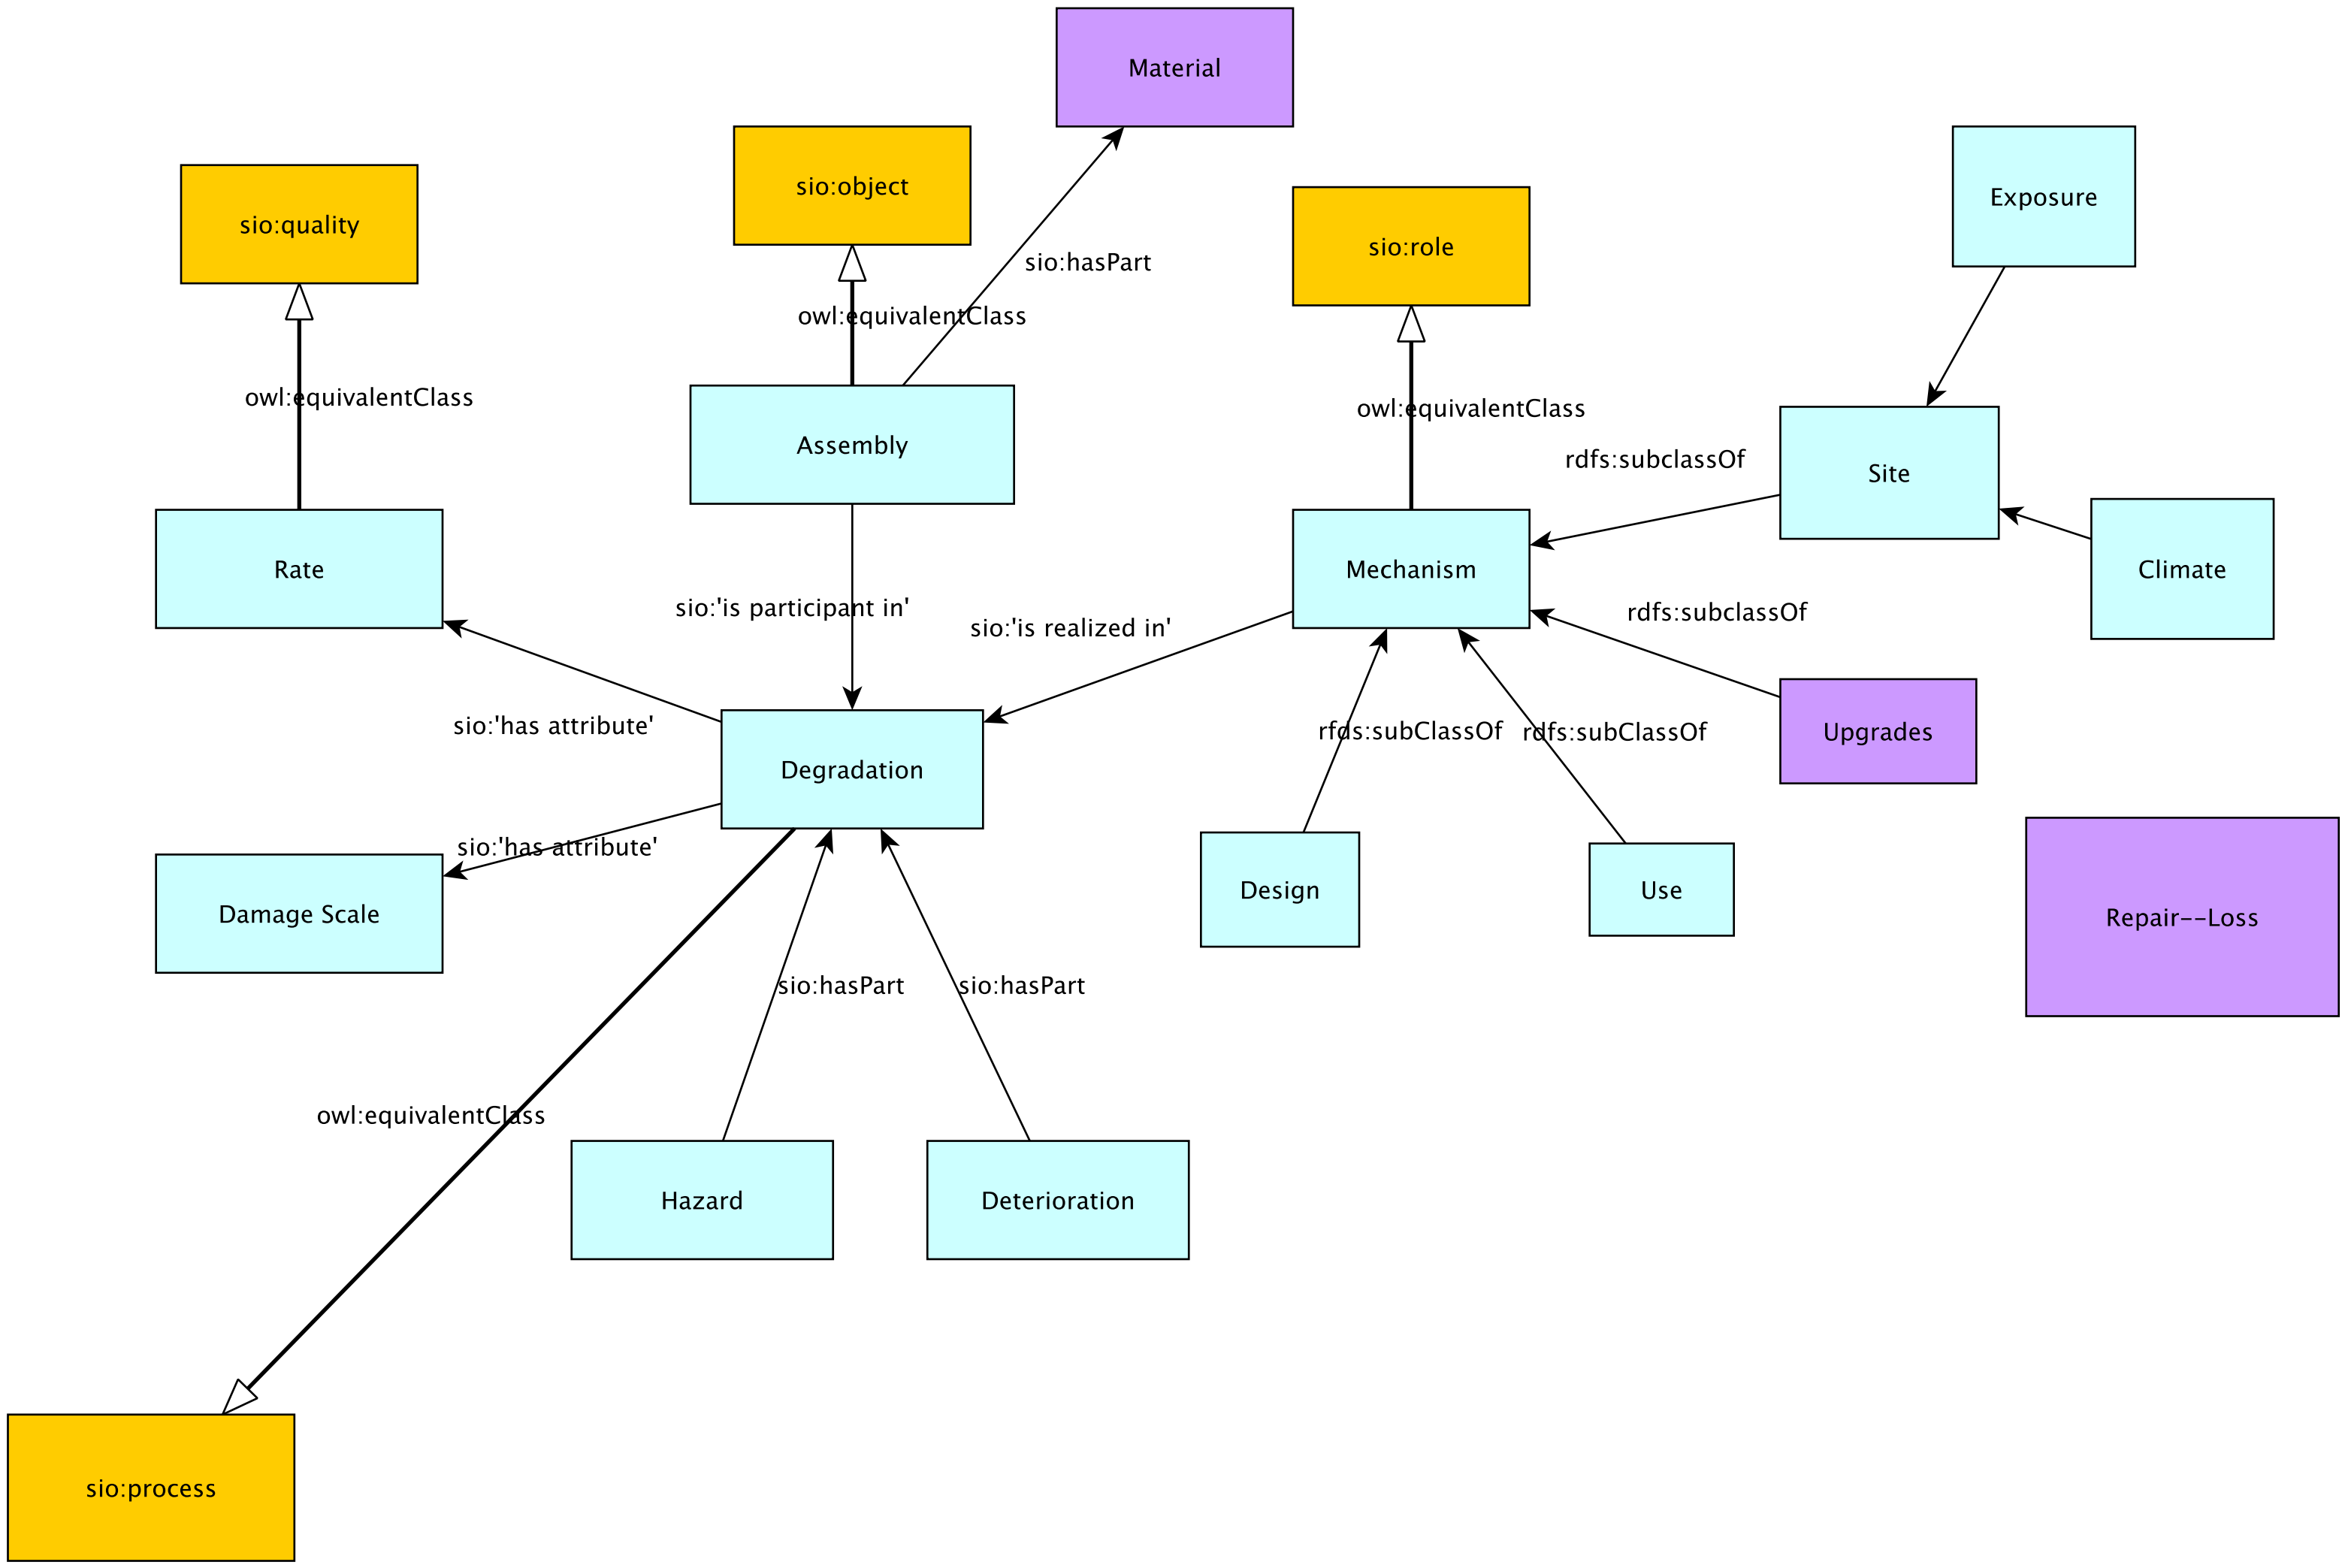 Material
sio:object
sio:quality
Exposure
sio:role
sio:hasPart
owl:equivalentClass
owl:equivalentClass
owl:equivalentClass
Assembly
rdfs:subclassOf
Site
Rate
Mechanism
Climate
sio:'is participant in'
sio:'is realized in'
rdfs:subclassOf
sio:'has attribute'
rfds:subClassOf
rdfs:subClassOf
Upgrades
Degradation
sio:'has attribute'
Damage Scale
Design
Use
Repair--Loss
sio:hasPart
sio:hasPart
owl:equivalentClass
Hazard
Deterioration
sio:process